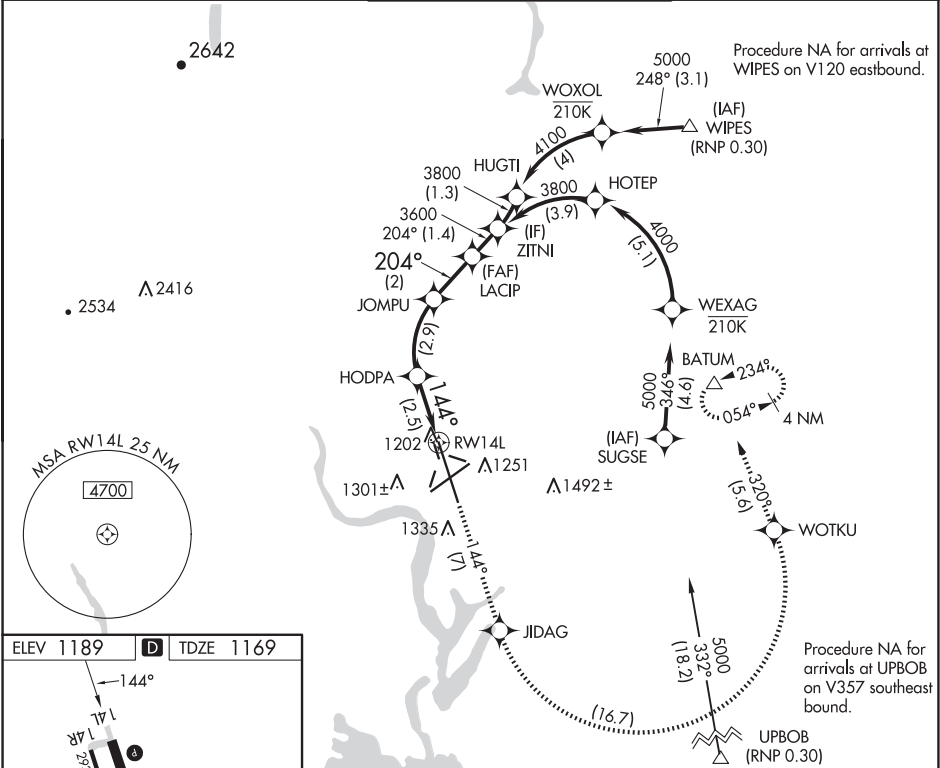 2642
Procedure NA for arrivals at
WIPES on V120 eastbound.
5000
248° (3.1)
WOXOL
210K
(IAF)
WIPES
(RNP 0.30)
4100
(4)
HUGTI
3800
(1.3)
3800
(3.9)
HOTEP
3600
204° (1.4)
(IF)
ZITNI
4000
(5.1)
204°
(2)
(FAF)
LACIP
2416
2534
JOMPU
WEXAG
210K
(2.9)
BATUM
234°
054°
4 NM
HODPA
5000
346°
(4.6)
144°
(2.5)
(IAF)
SUGSE
1202
RW14L
1251
MSA RW14L 25 NM
4700
1301±
1492±
320°
(5.6)
1335
WOTKU
144°
(7)
JIDAG
5000
332°
(18.2)
Procedure NA for
arrivals at UPBOB
on V357 southeast
bound.
(16.7)
UPBOB
(RNP 0.30)
ELEV 1189 D TDZE 1169
144°
14L
14R
P